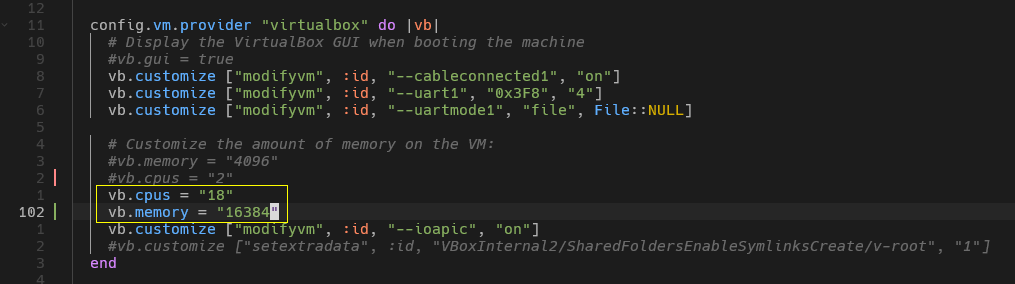 12
11 config.vm.provider "virtualbox" do |vb|
10 # Display the VirtualBox GUI when booting the machine
9 #vb.gui = true
8 vb.customize ["modifyvm", :id, "--cableconnected1", "on"]
7 vb.customize ["modifyvm", :id, "--uart1", "0x3F8", "4"]
6 vb.customize ["modifyvm", :id, "--uartmode1", "file", File::NULL]
5
4 # Customize the amount of memory on the VM:
3 #vb.memory = "4096"
2 #vb.cpus = "2"
1 vb.cpus = "18"
102 vb.memory = "16384"
1 vb.customize ["modifyvm", :id, "--ioapic", "on"]
2 #vb.customize ["setextradata", :id, "VBoxInternal2/SharedFoldersEnableSymlinksCreate/v-root", "1"]
3 end
4